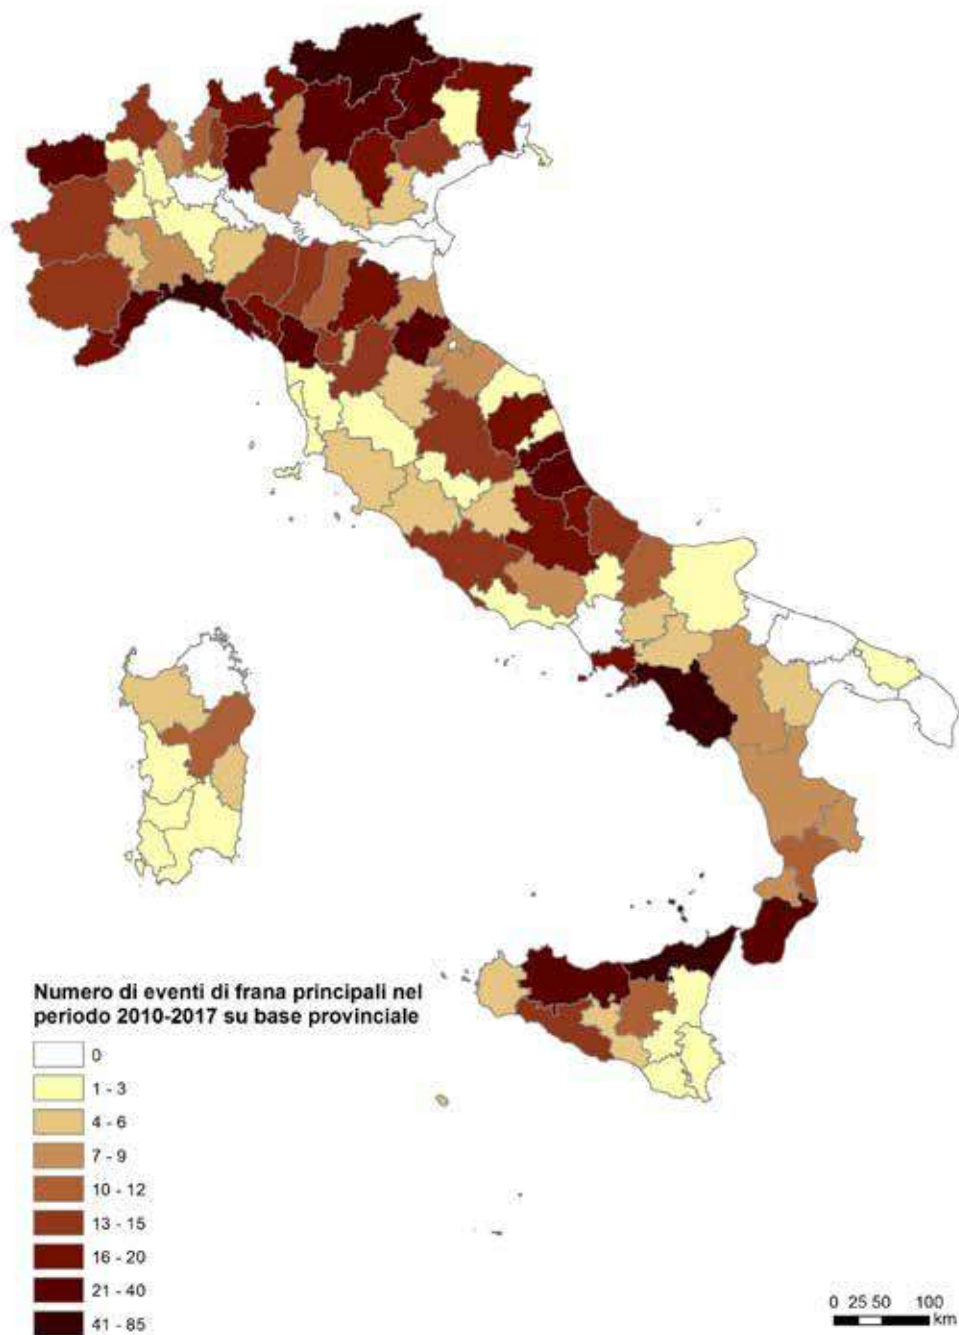 Numero di eventi di frana principali nel
periodo 2010-2017 su base provinciale
0
1 - 3
4 - 6
7 - 9
10 - 12
13 - 15
16 - 20
21 - 40
41 - 85
0 25 50 100
km